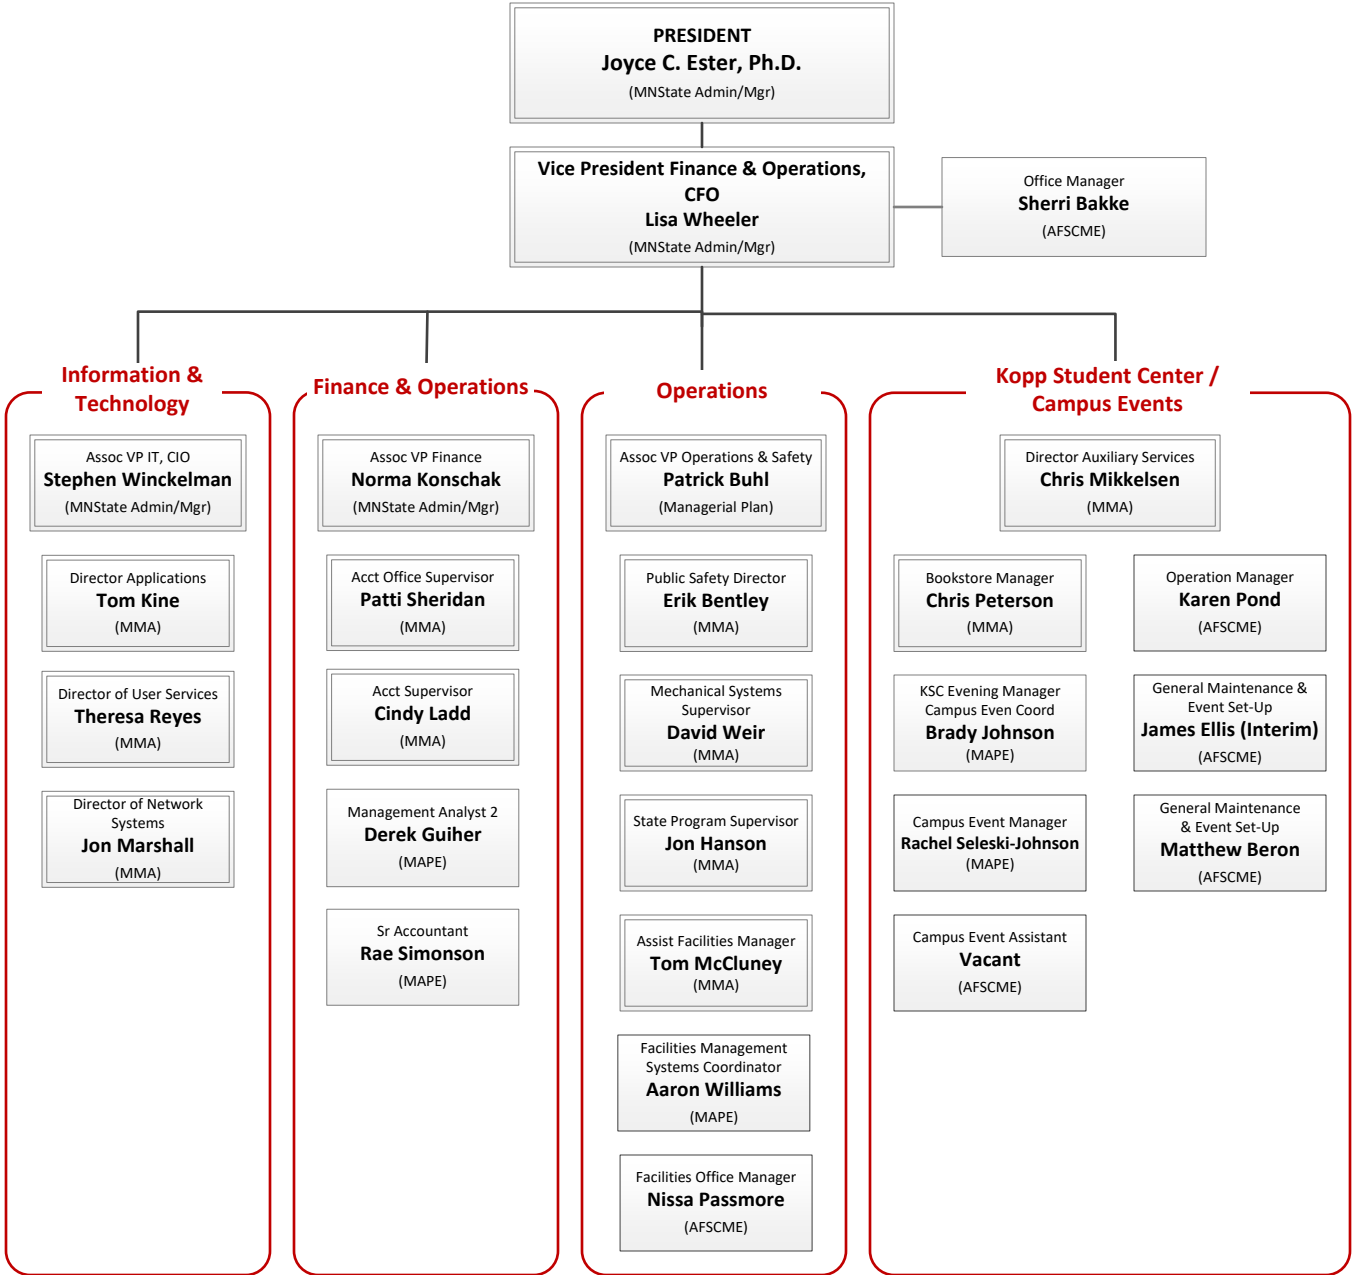 PRESIDENT
Joyce C. Ester, Ph.D.
(MNState Admin/Mgr)
Vice President Finance & Operations,
CFO
Lisa Wheeler
(MNState Admin/Mgr)
Office Manager
Sherri Bakke
(AFSCME)
Information &
Technology
Assoc VP IT, CIO
Stephen Winckelman
(MNState Admin/Mgr)
Director Applications
Tom Kine
(MMA)
Director of User Services
Theresa Reyes
(MMA)
Director of Network
Systems
Jon Marshall
(MMA)
Finance & Operations
Assoc VP Finance
Norma Konschak
(MNState Admin/Mgr)
Acct Office Supervisor
Patti Sheridan
(MMA)
Acct Supervisor
Cindy Ladd
(MMA)
Management Analyst 2
Derek Guiher
(MAPE)
Sr Accountant
Rae Simonson
(MAPE)
Operations
Assoc VP Operations & Safety
Patrick Buhl
(Managerial Plan)
Public Safety Director
Erik Bentley
(MMA)
Mechanical Systems
Supervisor
David Weir
(MMA)
State Program Supervisor
Jon Hanson
(MMA)
Assist Facilities Manager
Tom McCluney
(MMA)
Facilities Management
Systems Coordinator
Aaron Williams
(MAPE)
Facilities Office Manager
Nissa Passmore
(AFSCME)
Kopp Student Center /
Campus Events
Director Auxiliary Services
Chris Mikkelsen
(MMA)
Bookstore Manager
Chris Peterson
(MMA)
KSC Evening Manager
Campus Even Coord
Brady Johnson
(MAPE)
Campus Event Manager
Rachel Seleski-Johnson
(MAPE)
Campus Event Assistant
Vacant
(AFSCME)
Operation Manager
Karen Pond
(AFSCME)
General Maintenance &
Event Set-Up
James Ellis (Interim)
(AFSCME)
General Maintenance
& Event Set-Up
Matthew Beron
(AFSCME)